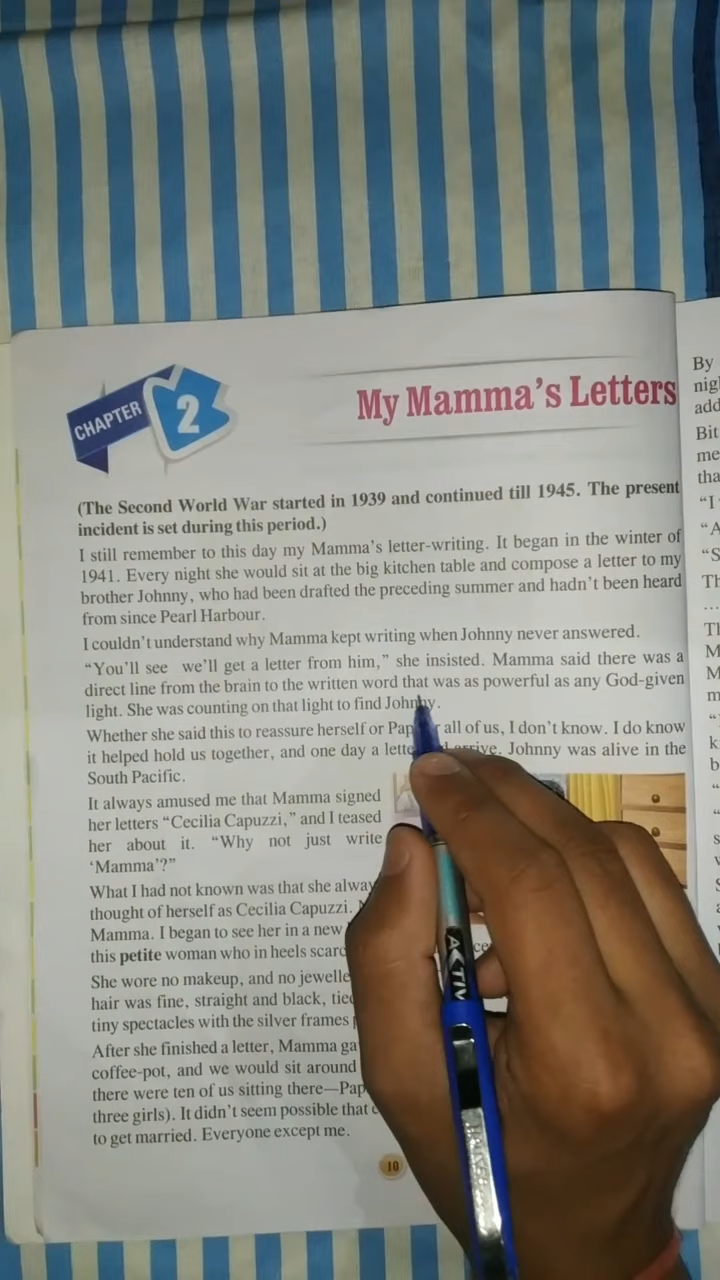 CHAPTER 2
My Mamma's Letters
(The Second World War started in 1939 and continued till 1945. The present
incident is set during this period.)
I still remember to this day my Mamma's letter-writing. It began in the winter of
1941. Every night she would sit at the big kitchen table and compose a letter to my
brother Johnny, who had been drafted the preceding summer and hadn't been heard
from since Pearl Harbour.
I couldn't understand why Mamma kept writing when Johnny never answered.
“You'll see we'll get a letter from him,” she insisted. Mamma said there was a
direct line from the brain to the written word that was as powerful as any God-given
light. She was counting on that light to find Johnny.
Whether she said this to reassure herself or all of us, I don't know. I do know
it helped hold us together, and one day a arrive. Johnny was alive in the
South Pacific.
It always amused me that Mamma signed
her letters “Cecilia Capuzzi,” and I teased
her about it. “Why not just write
‘Mamma’?”
What I had not known was that she
thought of herself as Cecilia Capuzzi.
Mamma. I began to see her in a new
this petite woman who in heels
She wore no makeup, and no
hair was fine, straight and black,
tiny spectacles with the silver frames
After she finished a letter, Mamma
coffee-pot, and we would sit around
there were ten of us sitting there—
three girls). It didn't seem possible that
to get married. Everyone except me.
10
By
Bit
“I
“A
“S
...
AKTIV